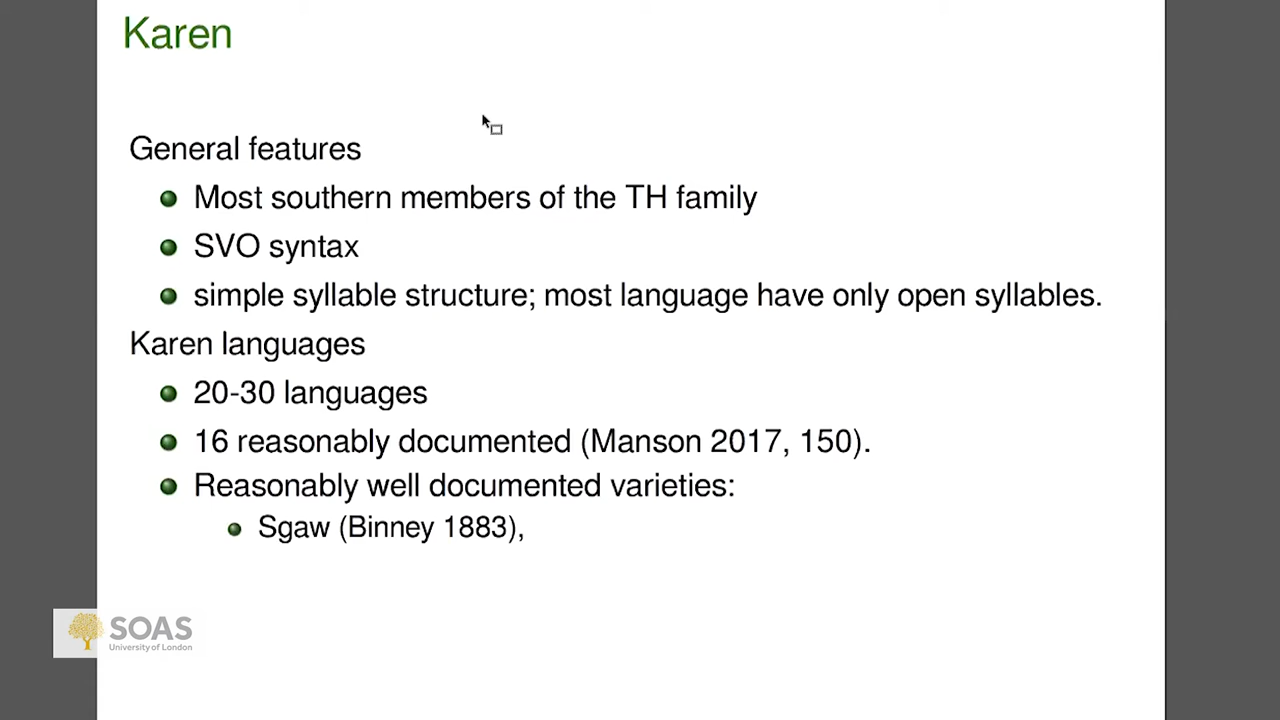 Karen
General features
Most southern members of the TH family
SVO syntax
simple syllable structure; most language have only open syllables.
Karen languages
20-30 languages
16 reasonably documented (Manson 2017, 150).
Reasonably well documented varieties:
Sgaw (Binney 1883),
SOAS
University of London